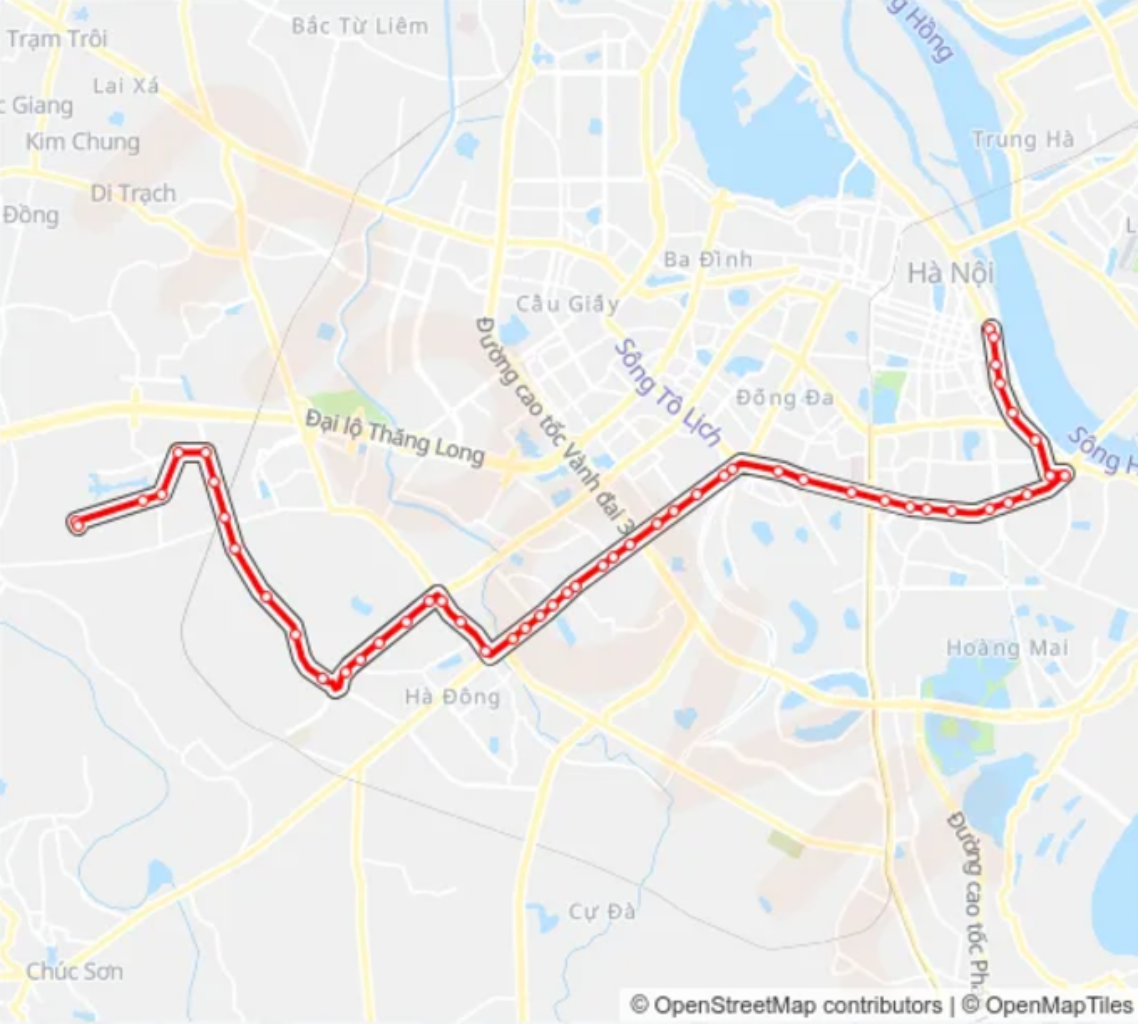 g Hồng
Bắc Từ Liêm
Trạm Trôi
Lai Xá
c Giang
Kim Chung
Trung Hà
Di Trạch
Đồng
L
Ba Đình
Hà Nội
Cầu Giấy
Đường cao tốc Vành đai 3
Sông Tô Lịch
Đống Đa
Đại lộ Thăng Long
Sông H
Hoàng Mai
Hà Đông
Đường cao tốc Phá
Cự Đà
Chúc Sơn
© OpenStreetMap contributors | © OpenMapTiles